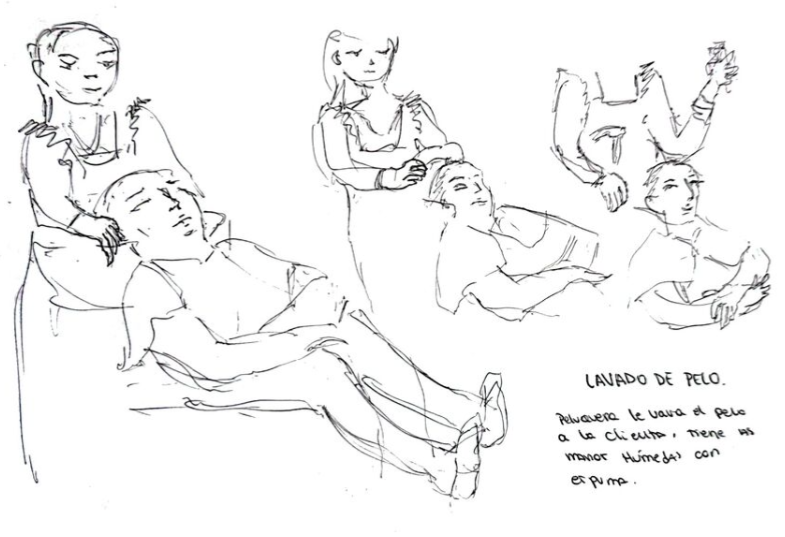 LAVADO DE PELO.
Peluquera le lava el pelo
a la clienta, tiene las
manos Húmedas con
espuma.